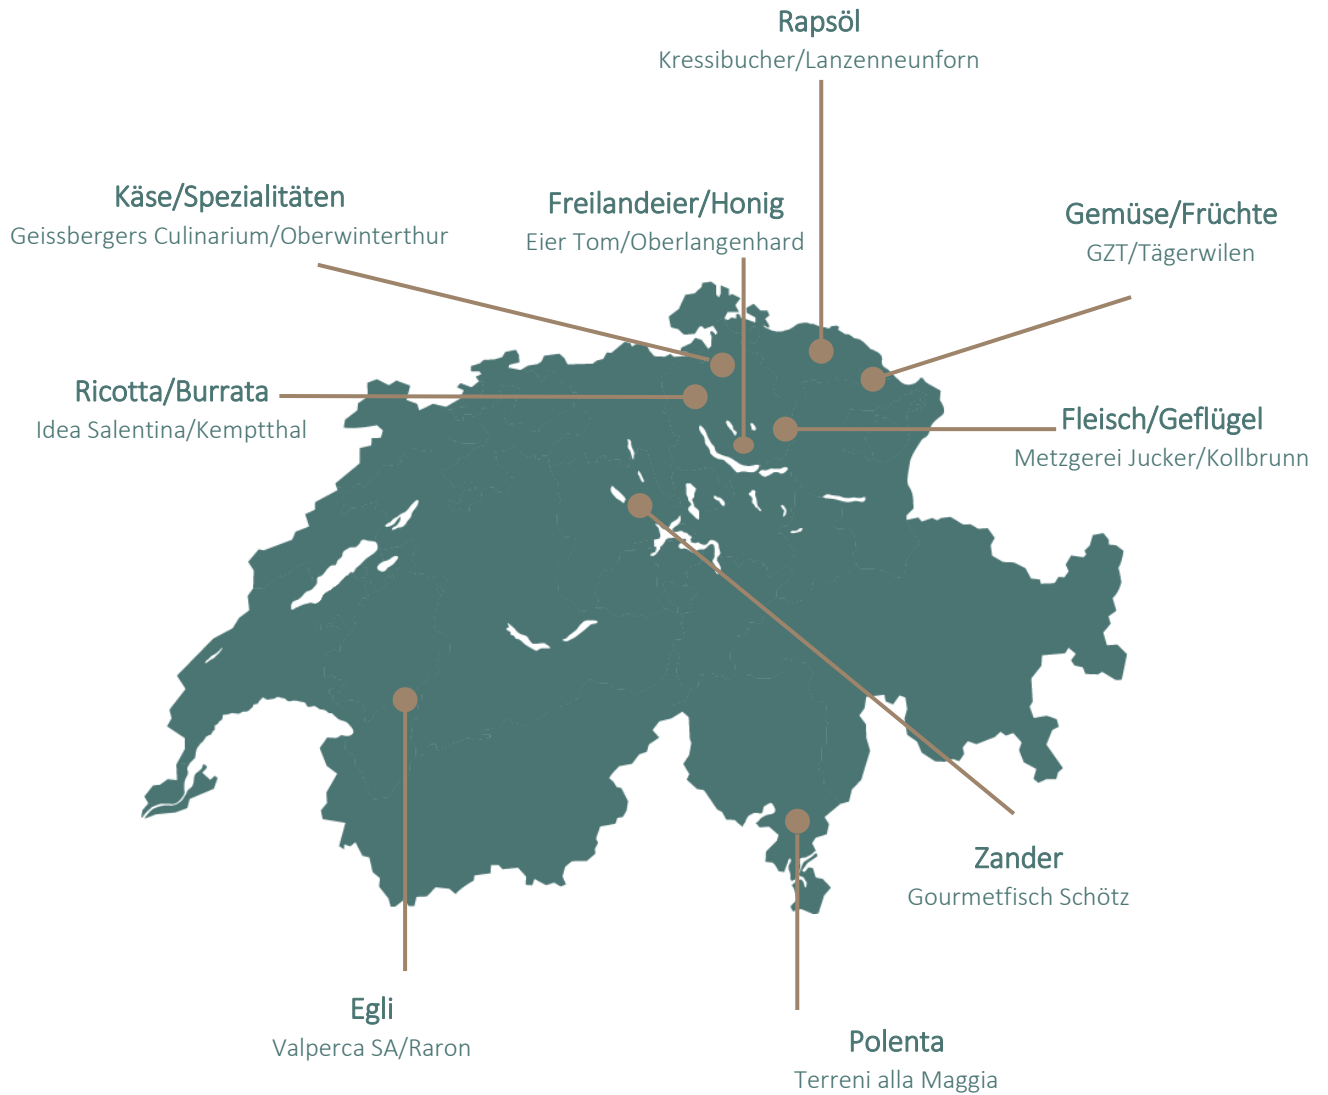 Rapsöl
Kressibucher/Lanzenneunforn
Käse/Spezialitäten
Geissbergers Culinarium/Oberwinterthur
Freilandeier/Honig
Eier Tom/Oberlangenhard
Gemüse/Früchte
GZT/Tägerwilen
Ricotta/Burrata
Idea Salentina/Kemptthal
Fleisch/Geflügel
Metzgerei Jucker/Kollbrunn
Zander
Gourmetfisch Schötz
Egli
Valperca SA/Raron
Polenta
Terreni alla Maggia